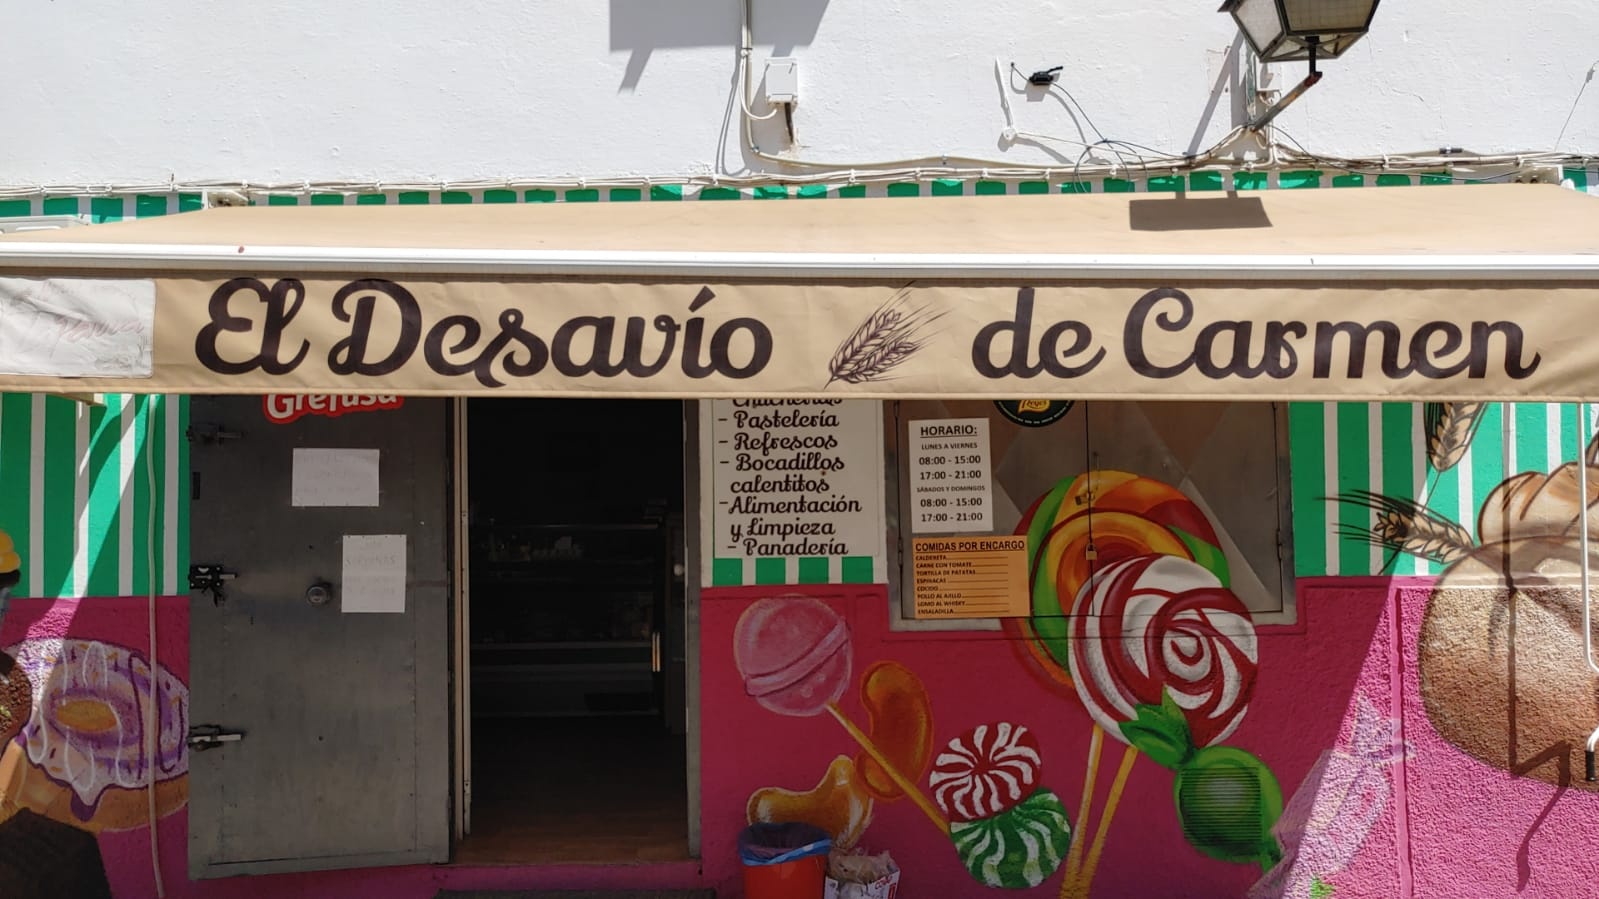 El Desavío de Carmen
Grefusa
Chucherías
- Pastelería
- Refrescos
- Bocadillos
calentitos
-Alimentación
y Limpieza
- Panadería
HORARIO:
LUNES A VIERNES
08:00 - 15:00
17:00 - 21:00
SÁBADOS Y DOMINGOS
08:00 - 15:00
17:00 - 21:00
COMIDAS POR ENCARGO
CALDERETA
CARNE CON TOMATE
TORTILLA DE PATATAS
ESPINACAS
COCIDO
POLLO AL AJILLO
LOMO AL WHISKY
ENSALADILLA